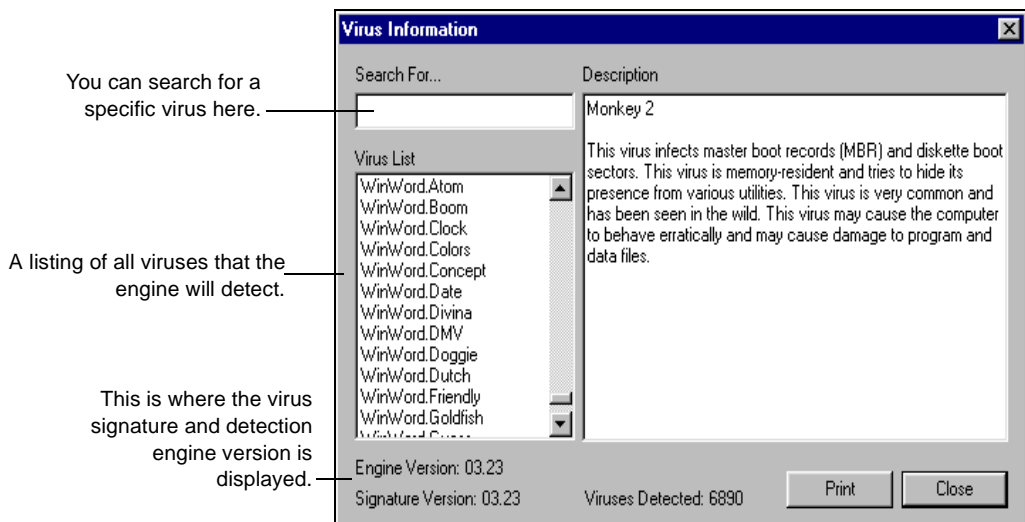 Virus Information
Search For...
Description
You can search for a
specific virus here.
Monkey 2
This virus infects master boot records (MBR) and diskette boot
sectors. This virus is memory-resident and tries to hide its
presence from various utilities. This virus is very common and
has been seen in the wild. This virus may cause the computer
to behave erratically and may cause damage to program and
data files.
Virus List
WinWord.Atom
WinWord.Boom
WinWord.Clock
WinWord.Colors
WinWord.Concept
WinWord.Date
WinWord.Divina
WinWord.DMV
WinWord.Doggie
WinWord.Dutch
WinWord.Friendly
WinWord.Goldfish
A listing of all viruses that the
engine will detect.
This is where the virus
signature and detection
engine version is
displayed.
Engine Version: 03.23
Signature Version: 03.23
Viruses Detected: 6890
Print
Close